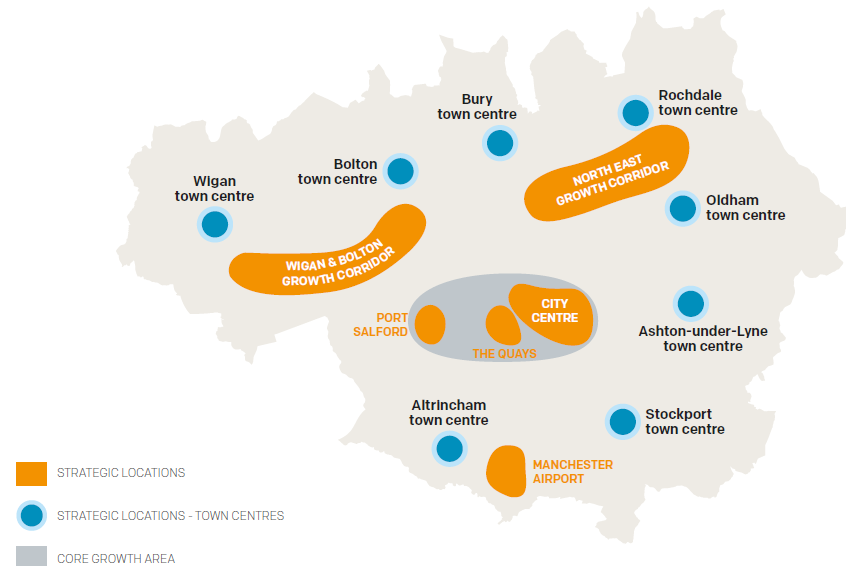 Bury
town centre
Rochdale
town centre
Bolton
town centre
Wigan
town centre
NORTH EAST
GROWTH CORRIDOR
Oldham
town centre
WIGAN & BOLTON
GROWTH CORRIDOR
CITY
CENTRE
PORT
SALFORD
THE QUAYS
Ashton-under-Lyne
town centre
Altrincham
town centre
Stockport
town centre
MANCHESTER
AIRPORT
STRATEGIC LOCATIONS
STRATEGIC LOCATIONS - TOWN CENTRES
CORE GROWTH AREA